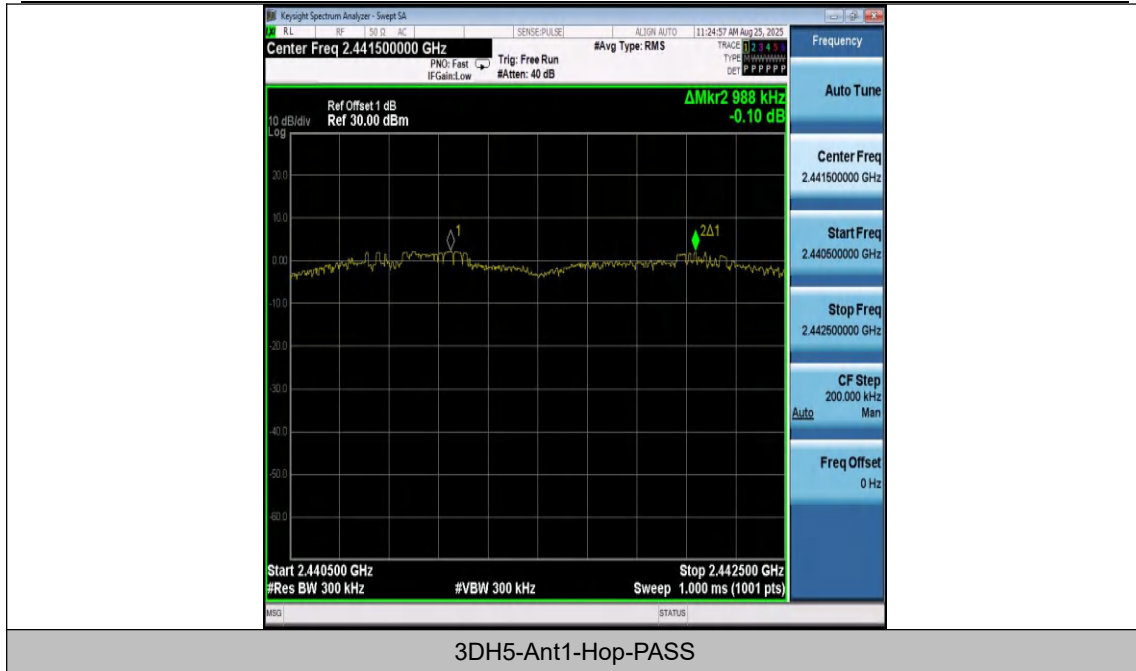 Keysight Spectrum Analyzer - Swept SA
RL RF 50 Ω AC SENSE:PULSE ALIGN AUTO 11:24:57 AM Aug 25, 2025
Center Freq 2.441500000 GHz
#Avg Type: RMS
TRACE 1 2 3 4 5 6
PNO: Fast Trig: Free Run
TYPE M WWWWW
IFGain:Low #Atten: 40 dB
DET P P P P P P
ΔMkr2 988 kHz
-0.10 dB
Ref Offset 1 dB
10 dB/div Ref 30.00 dBm
Log
20.0
10.0
0.00
-10.0
-20.0
-30.0
-40.0
-50.0
-60.0
1
2Δ1
Start 2.440500 GHz Stop 2.442500 GHz
#Res BW 300 kHz #VBW 300 kHz Sweep 1.000 ms (1001 pts)
MSG STATUS
Frequency
Auto Tune
Center Freq
2.441500000 GHz
Start Freq
2.440500000 GHz
Stop Freq
2.442500000 GHz
CF Step
200.000 kHz
Auto Man
Freq Offset
0 Hz
3DH5-Ant1-Hop-PASS